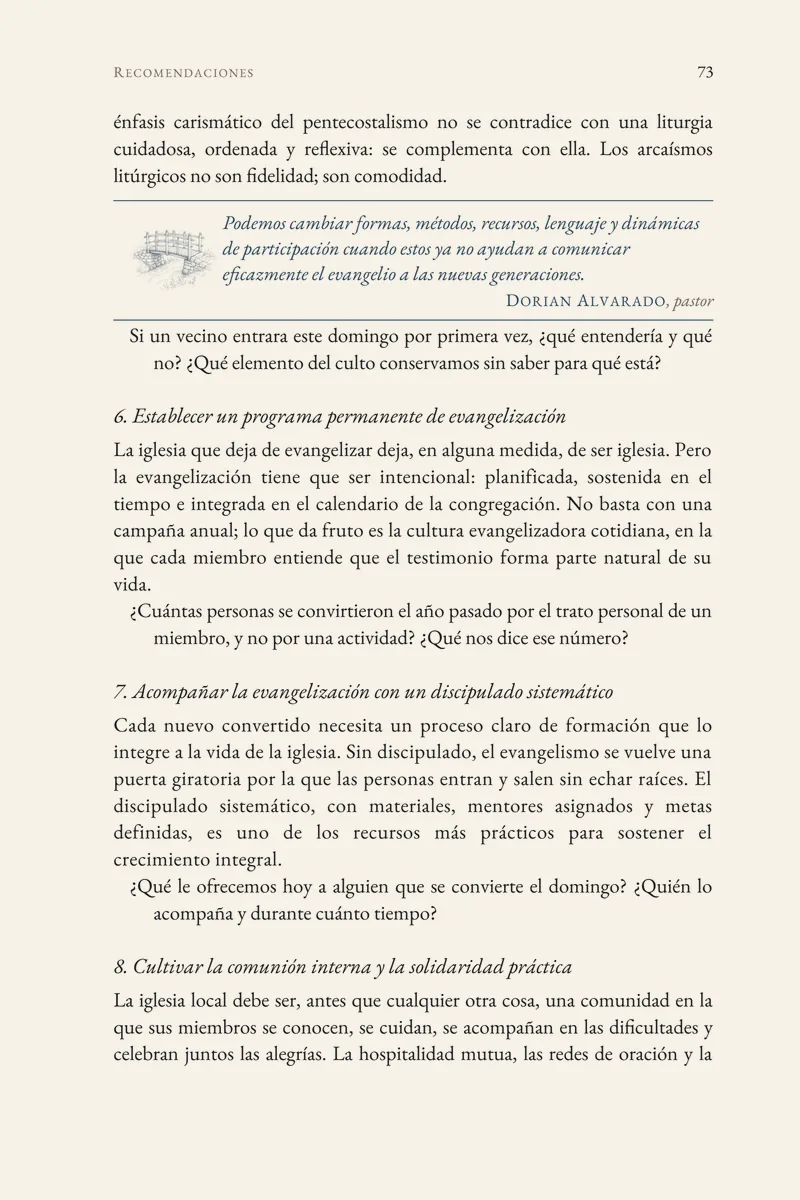 RECOMENDACIONES 73
énfasis carismático del pentecostalismo no se contradice con una liturgia
cuidadosa, ordenada y reflexiva: se complementa con ella. Los arcaísmos
litúrgicos no son fidelidad; son comodidad.
Podemos cambiar formas, métodos, recursos, lenguaje y dinámicas
de participación cuando estos ya no ayudan a comunicar
eficazmente el evangelio a las nuevas generaciones.
DORIAN ALVARADO, pastor
Si un vecino entrara este domingo por primera vez, ¿qué entendería y qué
no? ¿Qué elemento del culto conservamos sin saber para qué está?
6. Establecer un programa permanente de evangelización
La iglesia que deja de evangelizar deja, en alguna medida, de ser iglesia. Pero
la evangelización tiene que ser intencional: planificada, sostenida en el
tiempo e integrada en el calendario de la congregación. No basta con una
campaña anual; lo que da fruto es la cultura evangelizadora cotidiana, en la
que cada miembro entiende que el testimonio forma parte natural de su
vida.
¿Cuántas personas se convirtieron el año pasado por el trato personal de un
miembro, y no por una actividad? ¿Qué nos dice ese número?
7. Acompañar la evangelización con un discipulado sistemático
Cada nuevo convertido necesita un proceso claro de formación que lo
integre a la vida de la iglesia. Sin discipulado, el evangelismo se vuelve una
puerta giratoria por la que las personas entran y salen sin echar raíces. El
discipulado sistemático, con materiales, mentores asignados y metas
definidas, es uno de los recursos más prácticos para sostener el
crecimiento integral.
¿Qué le ofrecemos hoy a alguien que se convierte el domingo? ¿Quién lo
acompaña y durante cuánto tiempo?
8. Cultivar la comunión interna y la solidaridad práctica
La iglesia local debe ser, antes que cualquier otra cosa, una comunidad en la
que sus miembros se conocen, se cuidan, se acompañan en las dificultades y
celebran juntos las alegrías. La hospitalidad mutua, las redes de oración y la